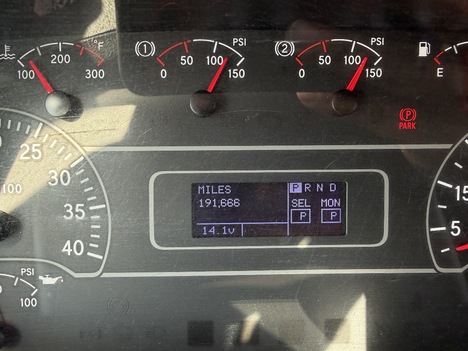 °F
100 200 300
(1) PSI
0 50 100 150
(2) PSI
0 50 100 150
E
(P)
PARK
25
30
35
40
100
PSI
100
MILES
191,666
14.1v
P R N D
SEL MON
P P
15
5